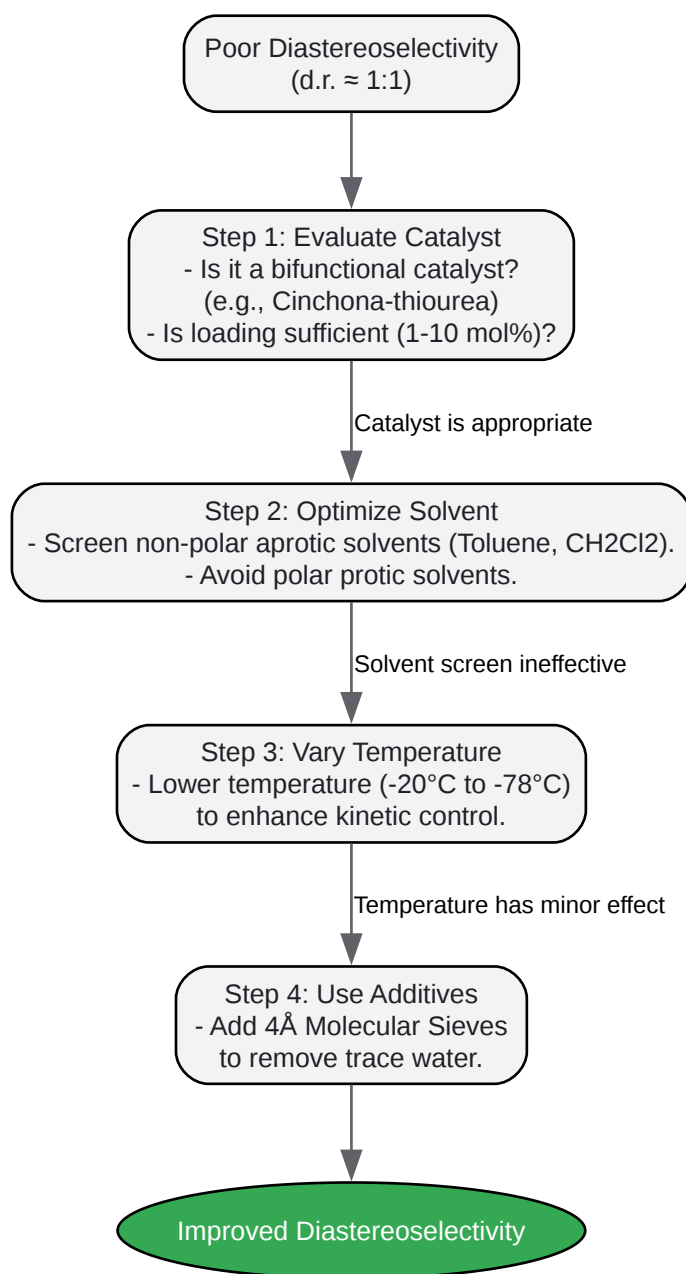 Poor Diastereoselectivity
(d.r. ≈ 1:1)
Step 1: Evaluate Catalyst
- Is it a bifunctional catalyst?
(e.g., Cinchona-thiourea)
- Is loading sufficient (1-10 mol%)?
Catalyst is appropriate
Step 2: Optimize Solvent
- Screen non-polar aprotic solvents (Toluene, CH2Cl2).
- Avoid polar protic solvents.
Solvent screen ineffective
Step 3: Vary Temperature
- Lower temperature (-20°C to -78°C)
to enhance kinetic control.
Temperature has minor effect
Step 4: Use Additives
- Add 4Å Molecular Sieves
to remove trace water.
Improved Diastereoselectivity